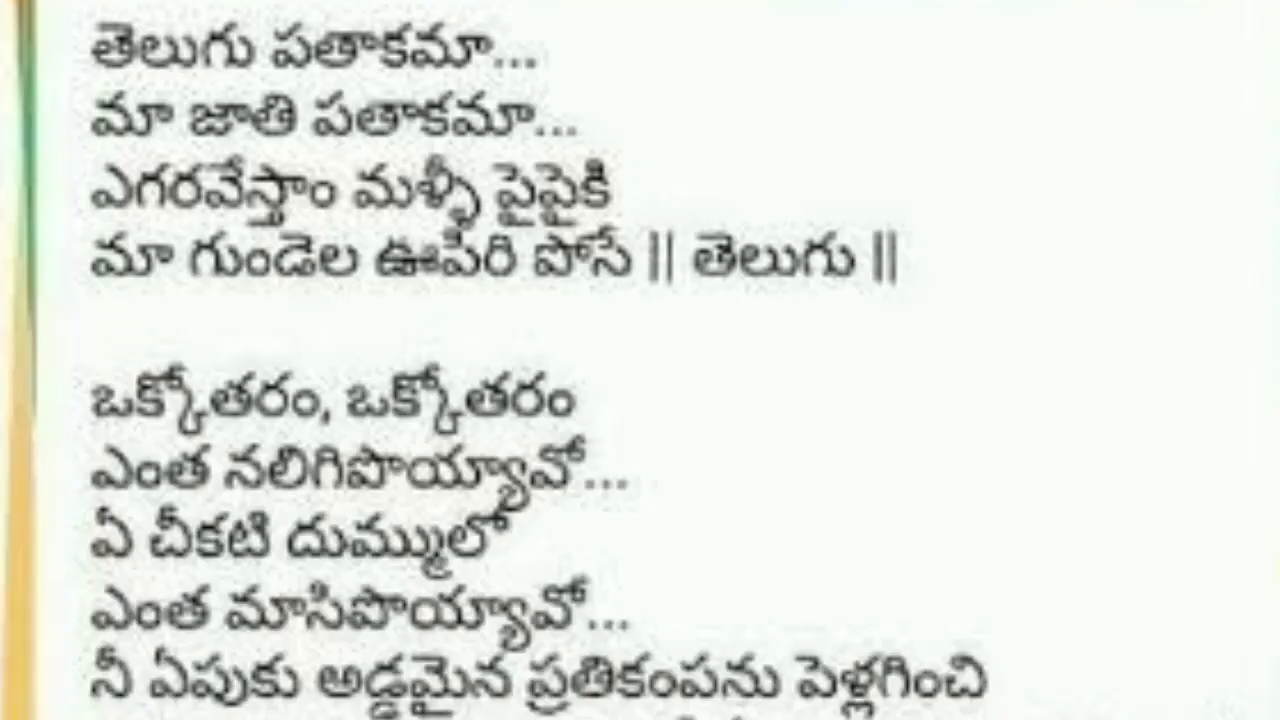 తెలుగు పతాకమా...
మా జాతి పతాకమా...
ఎగరవేస్తాం మళ్ళీ పైపైకి
మా గుండెల ఊపిరి పోసే || తెలుగు ||
ఒక్కోతరం, ఒక్కోతరం
ఎంత నలిగిపొయ్యావో...
ఏ చీకటి దుమ్ములో
ఎంత మాసిపొయ్యావో...
నీ ఏపుకు అడ్డమైన ప్రతికంపను పెళ్లగించి